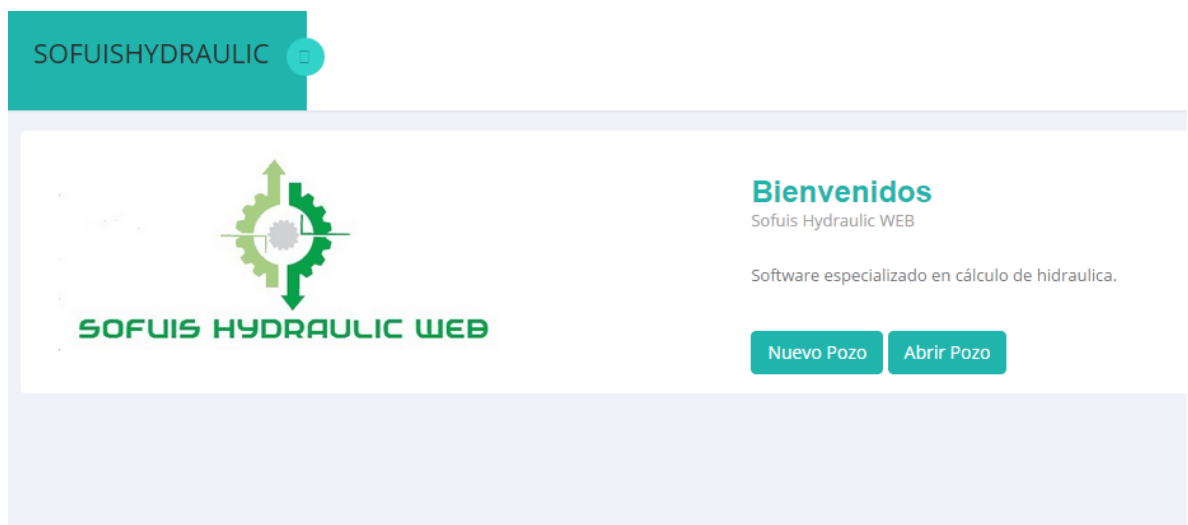 SOFUISHYDRAULIC
SOFUIS HYDRAULIC WEB
Bienvenidos
Sofuis Hydraulic WEB
Software especializado en cálculo de hidraulica.
Nuevo Pozo Abrir Pozo